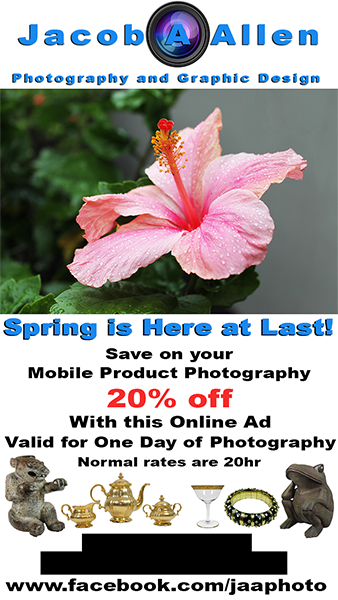 Jacob A Allen
Photography and Graphic Design
Spring is Here at Last!
Save on your
Mobile Product Photography
20% off
With this Online Ad
Valid for One Day of Photography
Normal rates are 20hr
www.facebook.com/jaaphoto